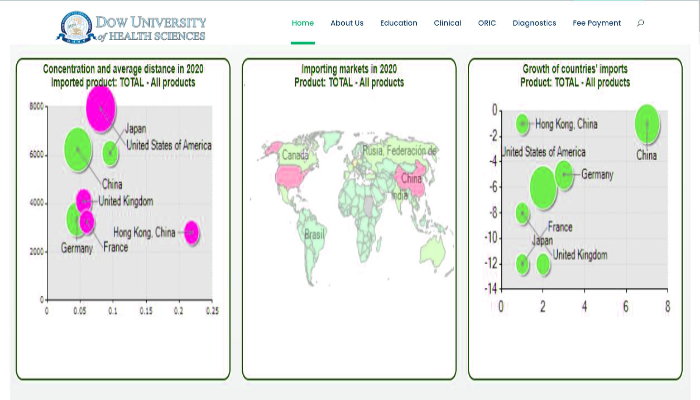 DOW UNIVERSITY
of HEALTH SCIENCES
Home About Us Education Clinical ORIC Diagnostics Fee Payment
Concentration and average distance in 2020
Imported product: TOTAL - All products
8000
6000
4000
2000
0
0 0.05 0.1 0.15 0.2 0.25
Japan
United States of America
China
United Kingdom
Hong Kong, China
Germany
France
Importing markets in 2020
Product: TOTAL - All products
Canada
Rusia, Federación de
China
India
Brasil
Growth of countries' imports
Product: TOTAL - All products
0
-2
-4
-6
-8
-10
-12
-14
0 2 4 6 8
Hong Kong, China
United States of America
China
Germany
France
Japan
United Kingdom